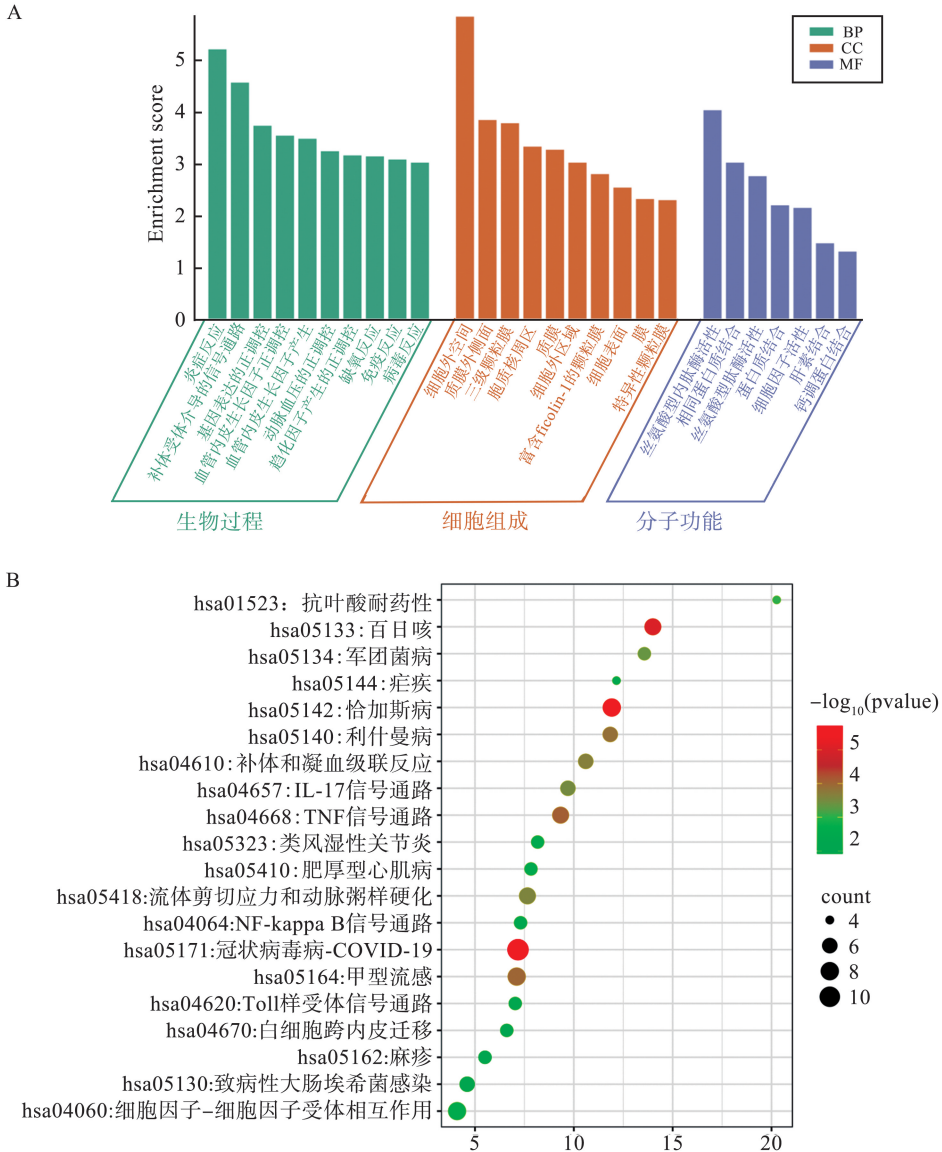 A
Enrichment score
5
4
3
2
1
0
BP
CC
MF
炎症反应
补体受体介导的信号通路
基因表达的正调控
血管内皮生长因子正调控
血管内皮生长因子产生
动脉血压的正调控
趋化因子产生的正调控
缺氧反应
免疫反应
病毒反应
细胞外空间
质膜外侧面
三级颗粒膜
胞质核周区
质膜
细胞外区域
富含ficolin-1的颗粒膜
细胞表面
膜
特异性颗粒膜
丝氨酸型内肽酶活性
相同蛋白质结合
丝氨酸型肽酶活性
蛋白质结合
细胞因子活性
肝素结合
钙调蛋白结合
生物过程
细胞组成
分子功能
B
hsa01523：抗叶酸耐药性
hsa05133:百日咳
hsa05134:军团菌病
hsa05144:疟疾
hsa05142:恰加斯病
hsa05140:利什曼病
hsa04610:补体和凝血级联反应
hsa04657:IL-17信号通路
hsa04668:TNF信号通路
hsa05323:类风湿性关节炎
hsa05410:肥厚型心肌病
hsa05418:流体剪切应力和动脉粥样硬化
hsa04064:NF-kappa B信号通路
hsa05171:冠状病毒病-COVID-19
hsa05164:甲型流感
hsa04620:Toll样受体信号通路
hsa04670:白细胞跨内皮迁移
hsa05162:麻疹
hsa05130:致病性大肠埃希菌感染
hsa04060:细胞因子–细胞因子受体相互作用
5 10 15 20
−log10(pvalue)
5
4
3
2
count
4
6
8
10